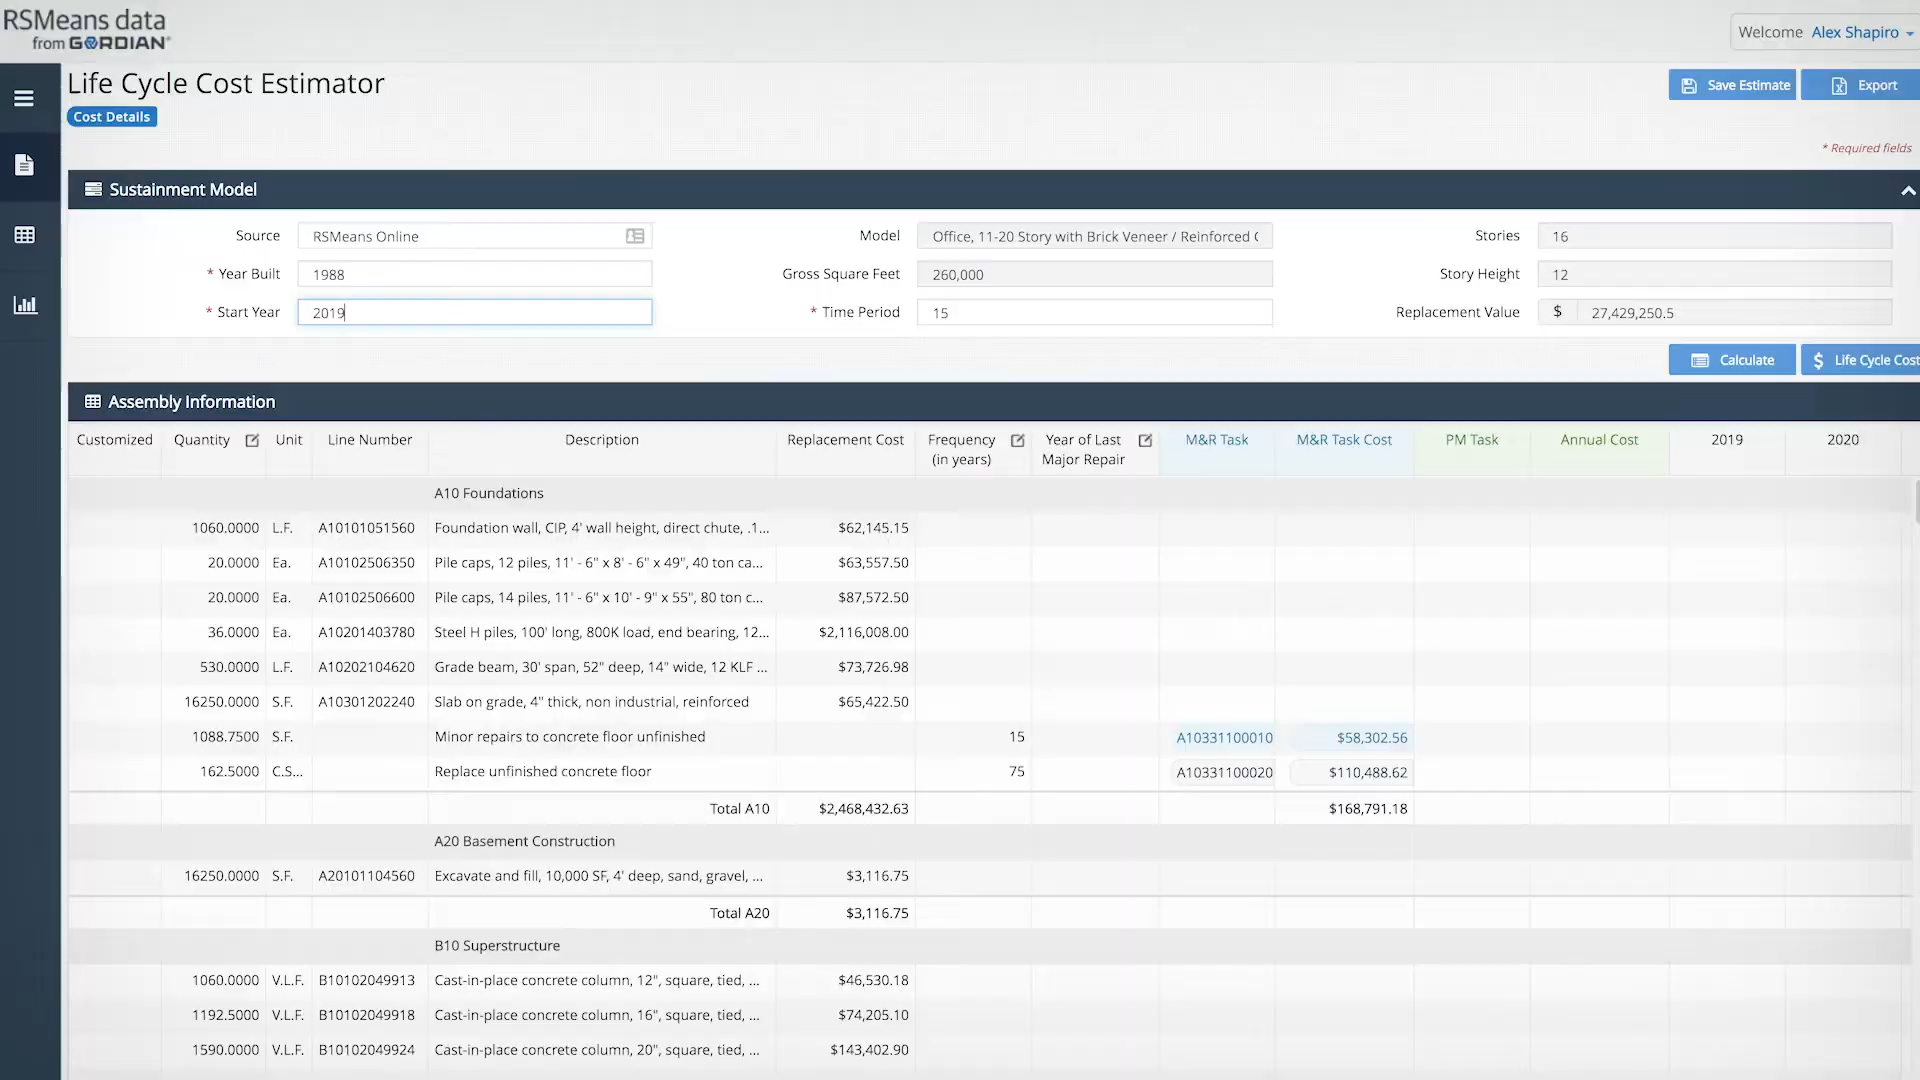 RSMeans data
from GORDIAN
Welcome Alex Shapiro
Life Cycle Cost Estimator
Save Estimate
Export
Cost Details
* Required fields
Sustainment Model
Source RSMeans Online
Model Office, 11-20 Story with Brick Veneer / Reinforced C
Stories 16
* Year Built 1988
Gross Square Feet 260,000
Story Height 12
* Start Year 2019
* Time Period 15
Replacement Value $ 27,429,250.5
Calculate
$ Life Cycle Cost
Assembly Information
Customized Quantity Unit Line Number Description Replacement Cost Frequency (in years) Year of Last Major Repair M&R Task M&R Task Cost PM Task Annual Cost 2019 2020
A10 Foundations
1060.0000 L.F. A10101051560 Foundation wall, CIP, 4' wall height, direct chute, .1... $62,145.15
20.0000 Ea. A10102506350 Pile caps, 12 piles, 11' - 6" x 8' - 6" x 49", 40 ton ca... $63,557.50
20.0000 Ea. A10102506600 Pile caps, 14 piles, 11' - 6" x 10' - 9" x 55", 80 ton c... $87,572.50
36.0000 Ea. A10201403780 Steel H piles, 100' long, 800K load, end bearing, 12... $2,116,008.00
530.0000 L.F. A10202104620 Grade beam, 30' span, 52" deep, 14" wide, 12 KLF ... $73,726.98
16250.0000 S.F. A10301202240 Slab on grade, 4" thick, non industrial, reinforced $65,422.50
1088.7500 S.F. Minor repairs to concrete floor unfinished 15 A10331100010 $58,302.56
162.5000 C.S... Replace unfinished concrete floor 75 A10331100020 $110,488.62
Total A10 $2,468,432.63 $168,791.18
A20 Basement Construction
16250.0000 S.F. A20101104560 Excavate and fill, 10,000 SF, 4' deep, sand, gravel, ... $3,116.75
Total A20 $3,116.75
B10 Superstructure
1060.0000 V.L.F. B10102049913 Cast-in-place concrete column, 12", square, tied, ... $46,530.18
1192.5000 V.L.F. B10102049918 Cast-in-place concrete column, 16", square, tied, ... $74,205.10
1590.0000 V.L.F. B10102049924 Cast-in-place concrete column, 20", square, tied, ... $143,402.90